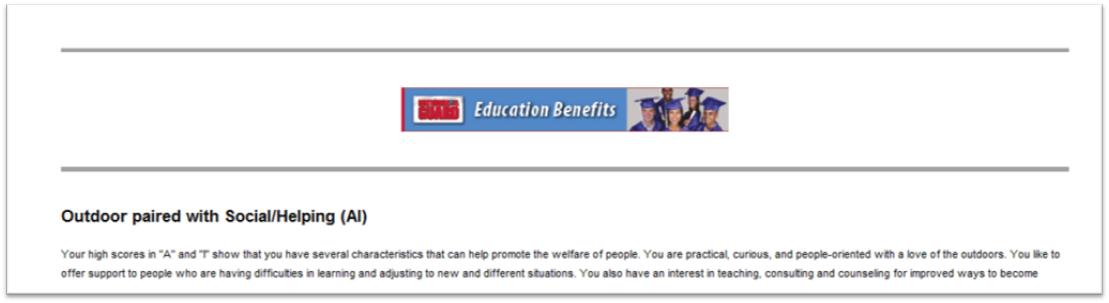 Education Benefits
Outdoor paired with Social/Helping (AI)
Your high scores in "A" and "I" show that you have several characteristics that can help promote the welfare of people. You are practical, curious, and people-oriented with a love of the outdoors. You like to
offer support to people who are having difficulties in learning and adjusting to new and different situations. You also have an interest in teaching, consulting and counseling for improved ways to become